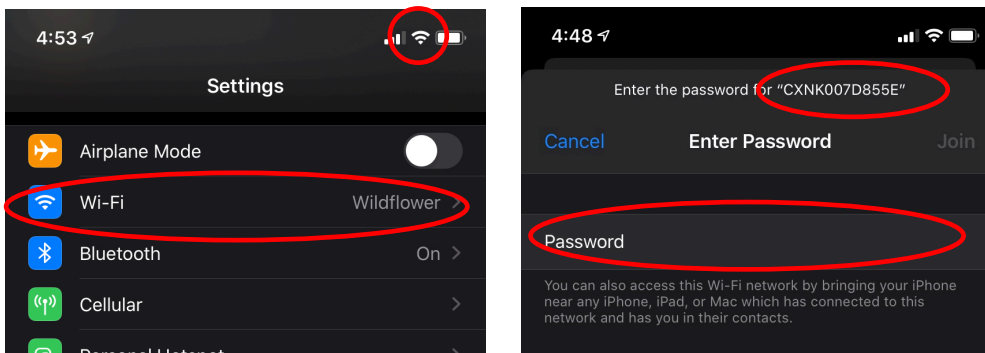 4:53
Settings
Airplane Mode
Wi-Fi Wildflower
Bluetooth On
Cellular
Personal Hotspot
4:48
Enter the password for “CXNK007D855E”
Cancel Enter Password Join
Password
You can also access this Wi-Fi network by bringing your iPhone
near any iPhone, iPad, or Mac which has connected to this
network and has you in their contacts.